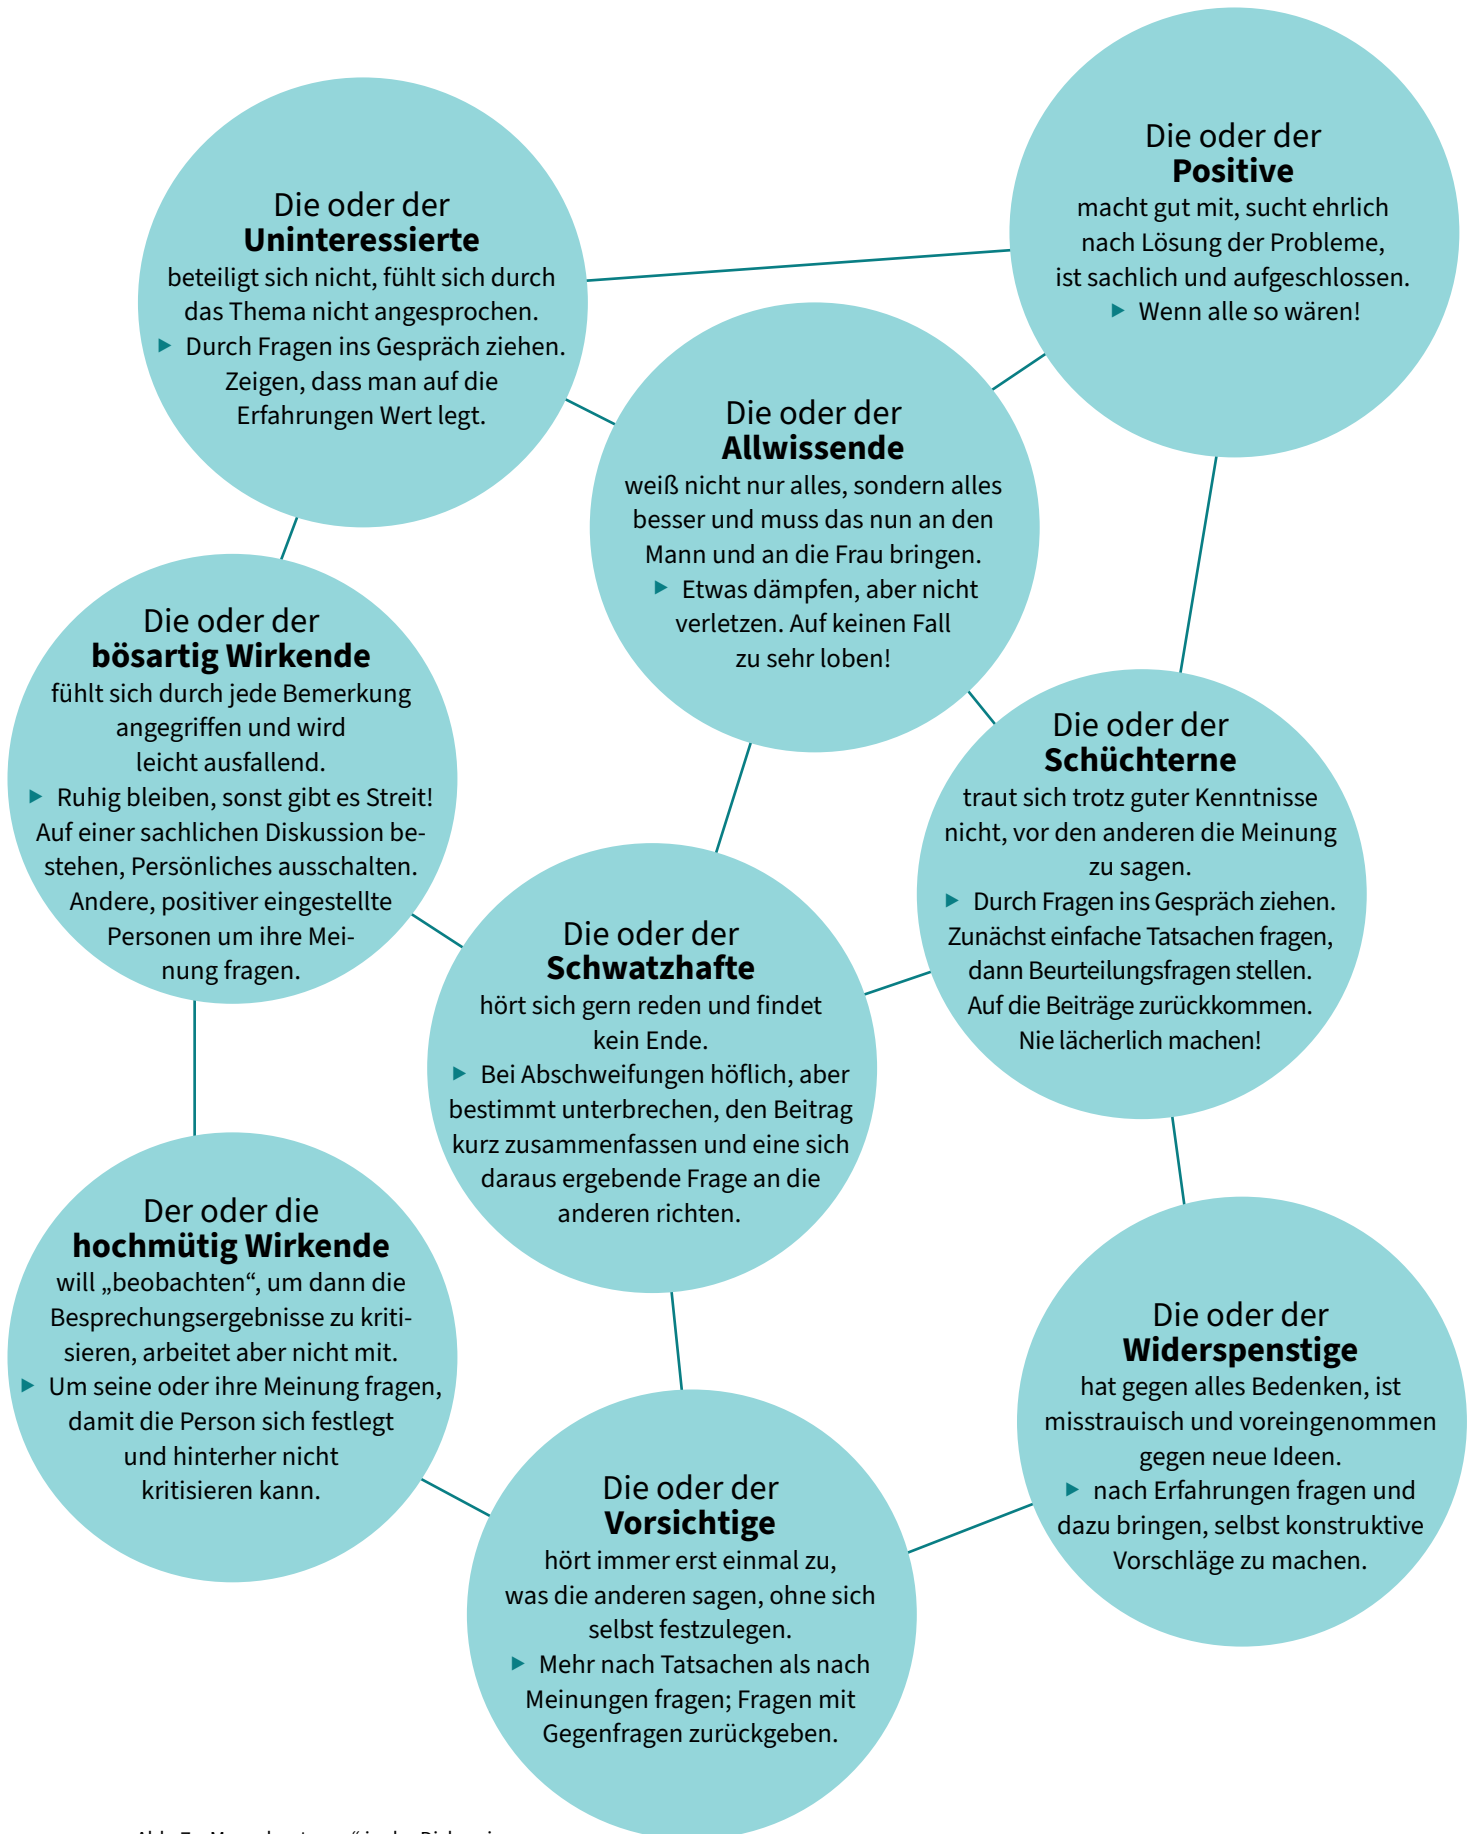 Die oder der
Positive
macht gut mit, sucht ehrlich
nach Lösung der Probleme,
ist sachlich und aufgeschlossen.
▶ Wenn alle so wären!
Die oder der
Uninteressierte
beteiligt sich nicht, fühlt sich durch
das Thema nicht angesprochen.
▶ Durch Fragen ins Gespräch ziehen.
Zeigen, dass man auf die
Erfahrungen Wert legt.
Die oder der
Allwissende
weiß nicht nur alles, sondern alles
besser und muss das nun an den
Mann und an die Frau bringen.
▶ Etwas dämpfen, aber nicht
verletzen. Auf keinen Fall
zu sehr loben!
Die oder der
bösartig Wirkende
fühlt sich durch jede Bemerkung
angegriffen und wird
leicht ausfallend.
▶ Ruhig bleiben, sonst gibt es Streit!
Auf einer sachlichen Diskussion be-
stehen, Persönliches ausschalten.
Andere, positiver eingestellte
Personen um ihre Mei-
nung fragen.
Die oder der
Schüchterne
traut sich trotz guter Kenntnisse
nicht, vor den anderen die Meinung
zu sagen.
▶ Durch Fragen ins Gespräch ziehen.
Zunächst einfache Tatsachen fragen,
dann Beurteilungsfragen stellen.
Auf die Beiträge zurückkommen.
Nie lächerlich machen!
Die oder der
Schwatzhafte
hört sich gern reden und findet
kein Ende.
▶ Bei Abschweifungen höflich, aber
bestimmt unterbrechen, den Beitrag
kurz zusammenfassen und eine sich
daraus ergebende Frage an die
anderen richten.
Der oder die
hochmütig Wirkende
will „beobachten“, um dann die
Besprechungsergebnisse zu kriti-
sieren, arbeitet aber nicht mit.
▶ Um seine oder ihre Meinung fragen,
damit die Person sich festlegt
und hinterher nicht
kritisieren kann.
Die oder der
Widerspenstige
hat gegen alles Bedenken, ist
misstrauisch und voreingenommen
gegen neue Ideen.
▶ nach Erfahrungen fragen und
dazu bringen, selbst konstruktive
Vorschläge zu machen.
Die oder der
Vorsichtige
hört immer erst einmal zu,
was die anderen sagen, ohne sich
selbst festzulegen.
▶ Mehr nach Tatsachen als nach
Meinungen fragen; Fragen mit
Gegenfragen zurückgeben.